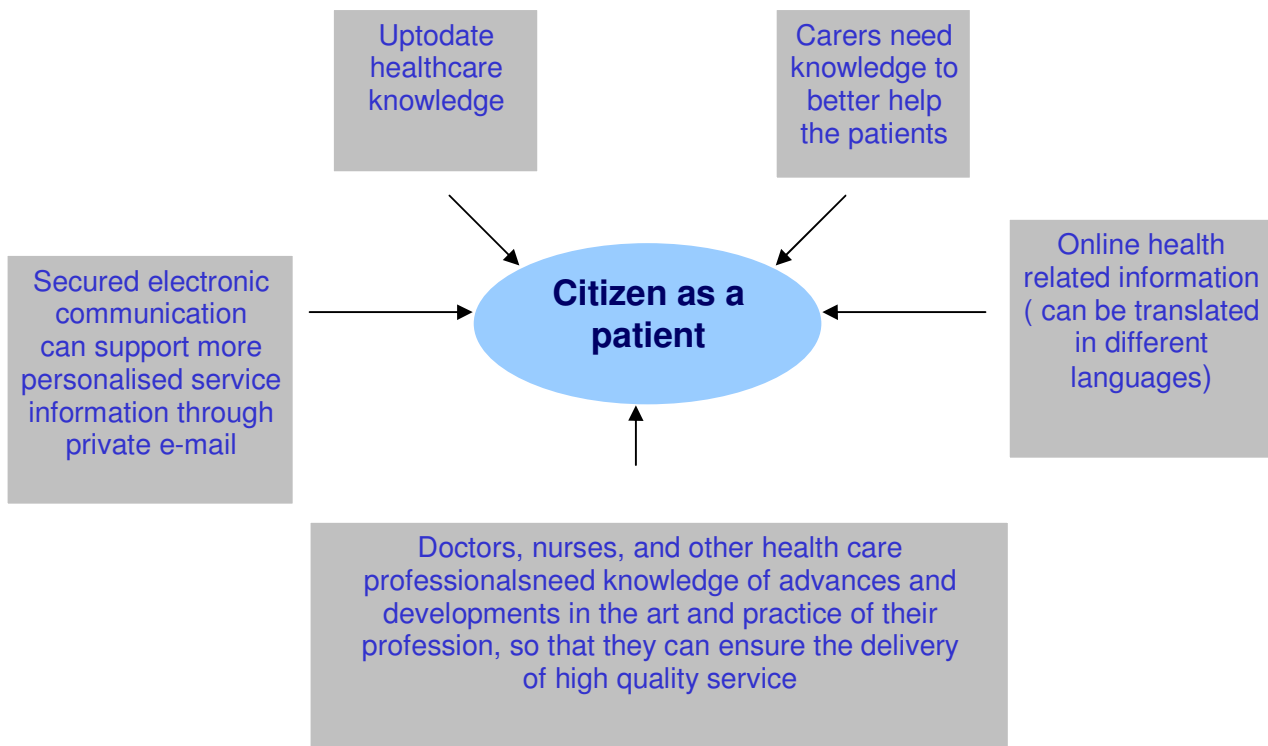 Uptodate
healthcare
knowledge
Carers need
knowledge to
better help
the patients
Secured electronic
communication
can support more
personalised service
information through
private e-mail
Citizen as a
patient
Online health
related information
( can be translated
in different
languages)
Doctors, nurses, and other health care
professionalsneed knowledge of advances and
developments in the art and practice of their
profession, so that they can ensure the delivery
of high quality service